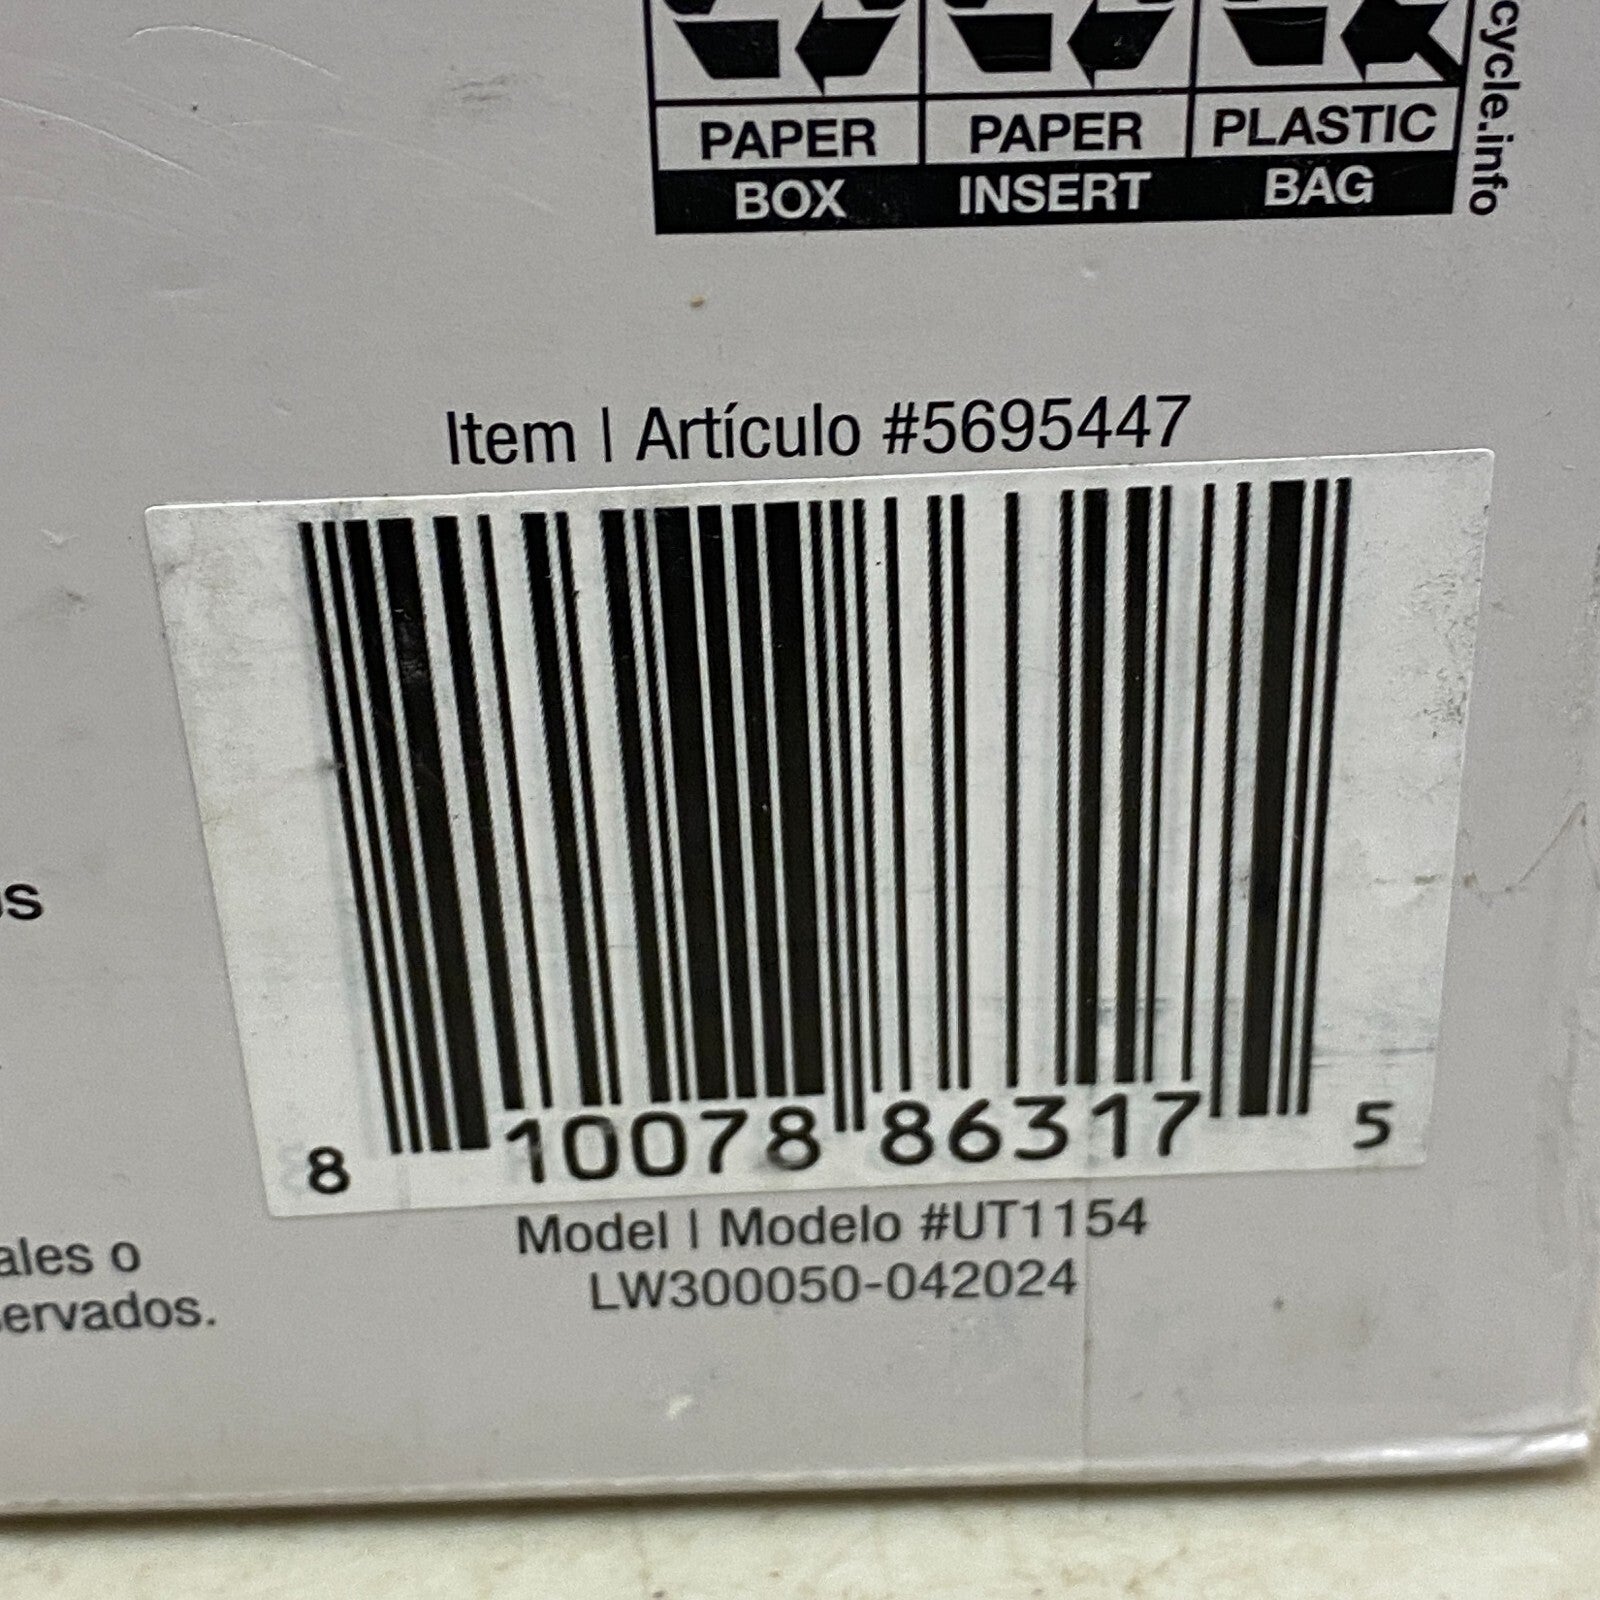 PAPER PAPER PLASTIC
BOX INSERT BAG
cycle.info
Item | Artículo #5695447
8 10078 86317 5
Model | Modelo #UT1154
LW300050-042024
os
ales o
servados.